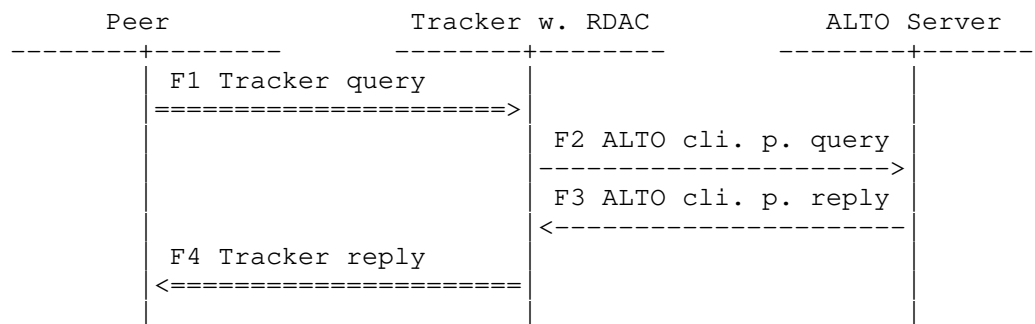 Peer Tracker w. RDAC ALTO Server
F1 Tracker query
F2 ALTO cli. p. query
F3 ALTO cli. p. reply
F4 Tracker reply